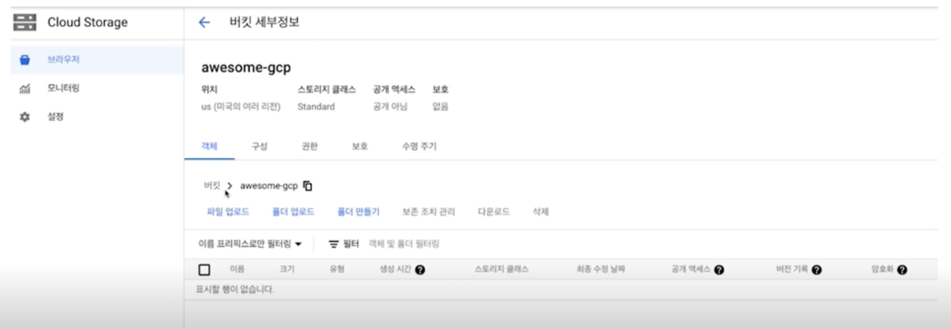 Cloud Storage
버킷 세부정보
브라우저
모니터링
설정
awesome-gcp
위치 스토리지 클래스 공개 액세스 보호
us (미국의 여러 리전) Standard 공개 아님 없음
객체 구성 권한 보호 수명 주기
버킷 > awesome-gcp
파일 업로드 폴더 업로드 폴더 만들기 보존 조치 관리 다운로드 삭제
이름 프리픽스로만 필터링 필터 객체 및 폴더 필터링
이름 크기 유형 생성 시간 스토리지 클래스 최종 수정 날짜 공개 액세스 버전 기록 암호화
표시할 행이 없습니다.